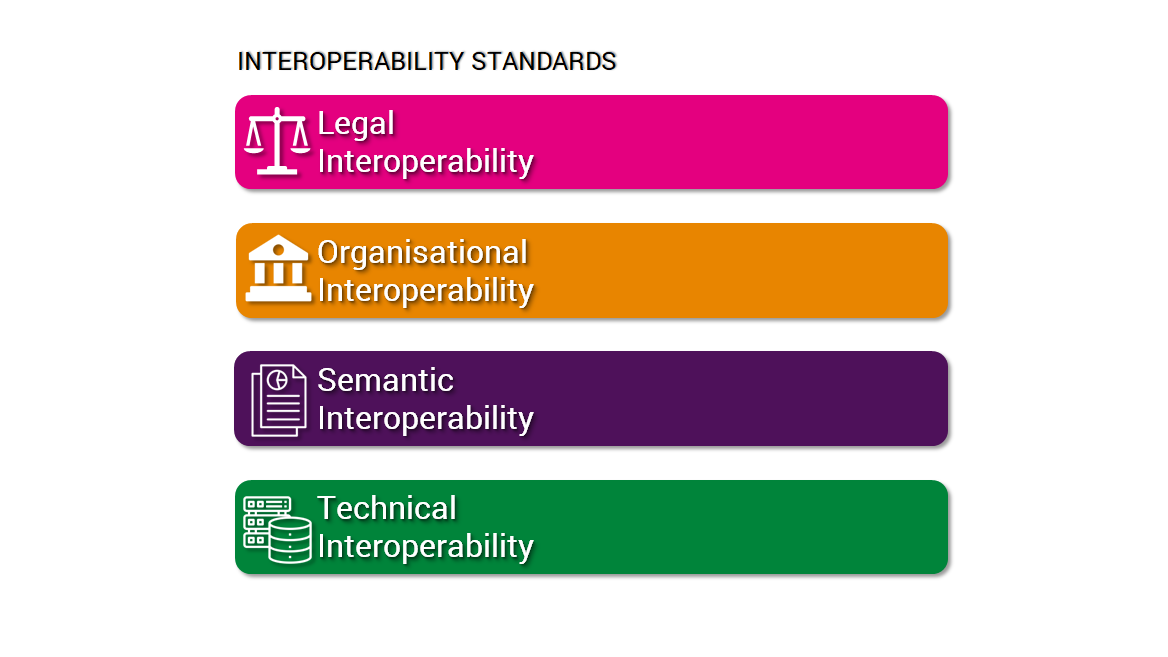 INTEROPERABILITY STANDARDS
Legal
Interoperability
Organisational
Interoperability
Semantic
Interoperability
Technical
Interoperability